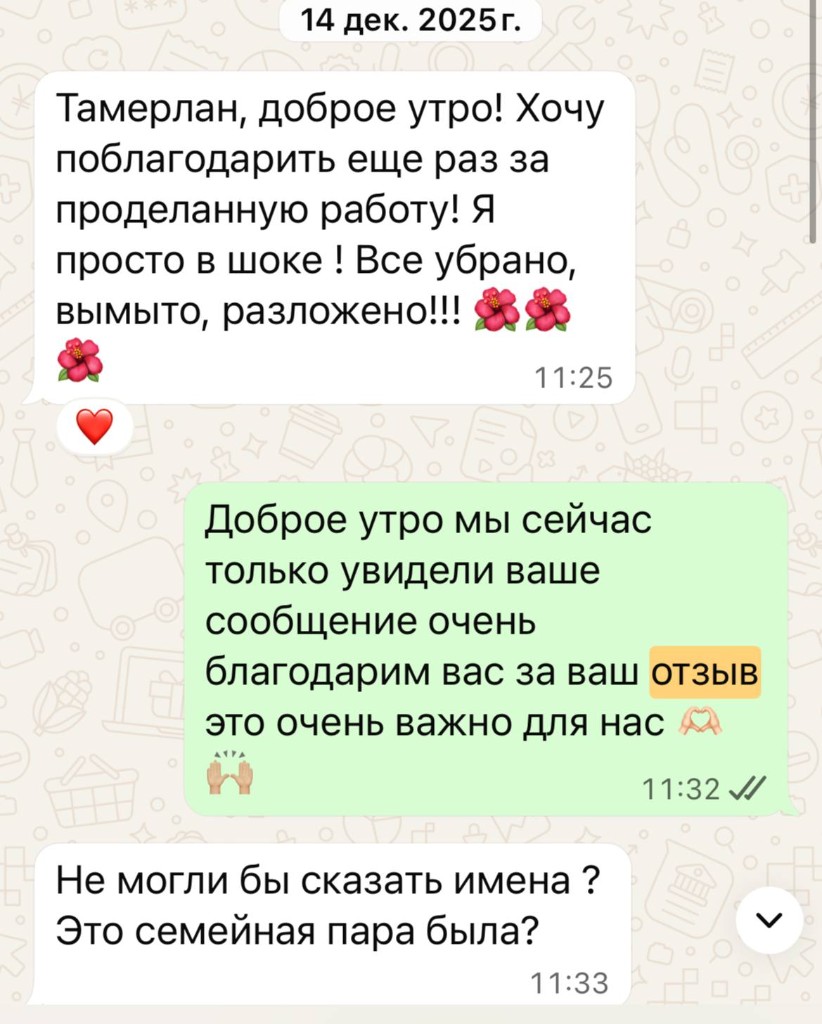 14 дек. 2025 г.
Тамерлан, доброе утро! Хочу
поблагодарить еще раз за
проделанную работу! Я
просто в шоке ! Все убрано,
вымыто, разложено!!! 🌺🌺
🌺
11:25
❤️
Доброе утро мы сейчас
только увидели ваше
сообщение очень
благодарим вас за ваш отзыв
это очень важно для нас 🫶🏼
🙌🏼
11:32
Не могли бы сказать имена ?
Это семейная пара была?
11:33